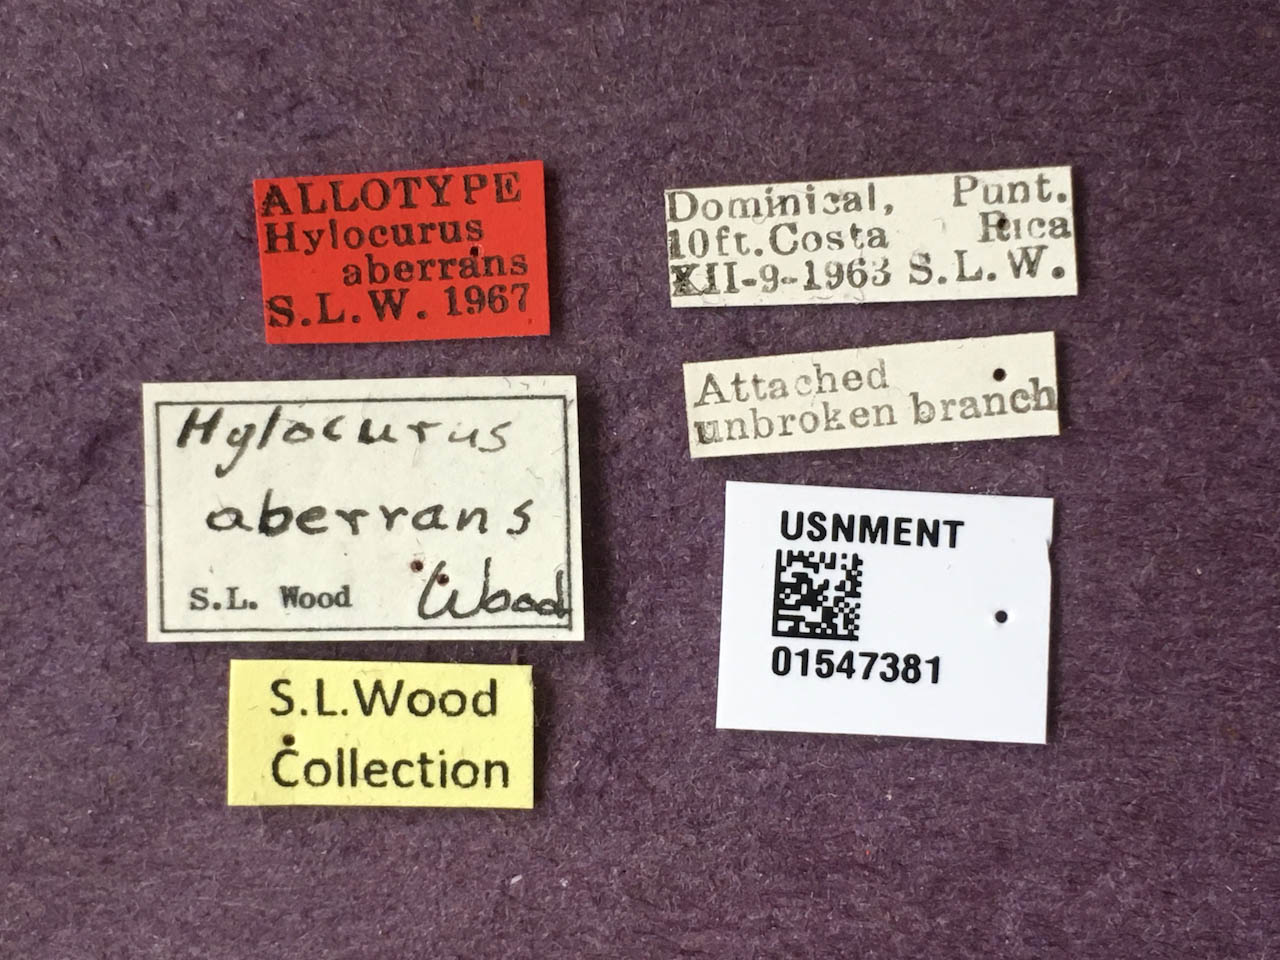 ALLOTYPE
Hylocurus
aberrans
S.L.W. 1967
Hylocurus
aberrans
S.L. Wood Wood
S.L.Wood
Collection
Dominical, Punt.
10ft. Costa Rica
XII-9-1963 S.L.W.
Attached
unbroken branch
USNMENT
01547381